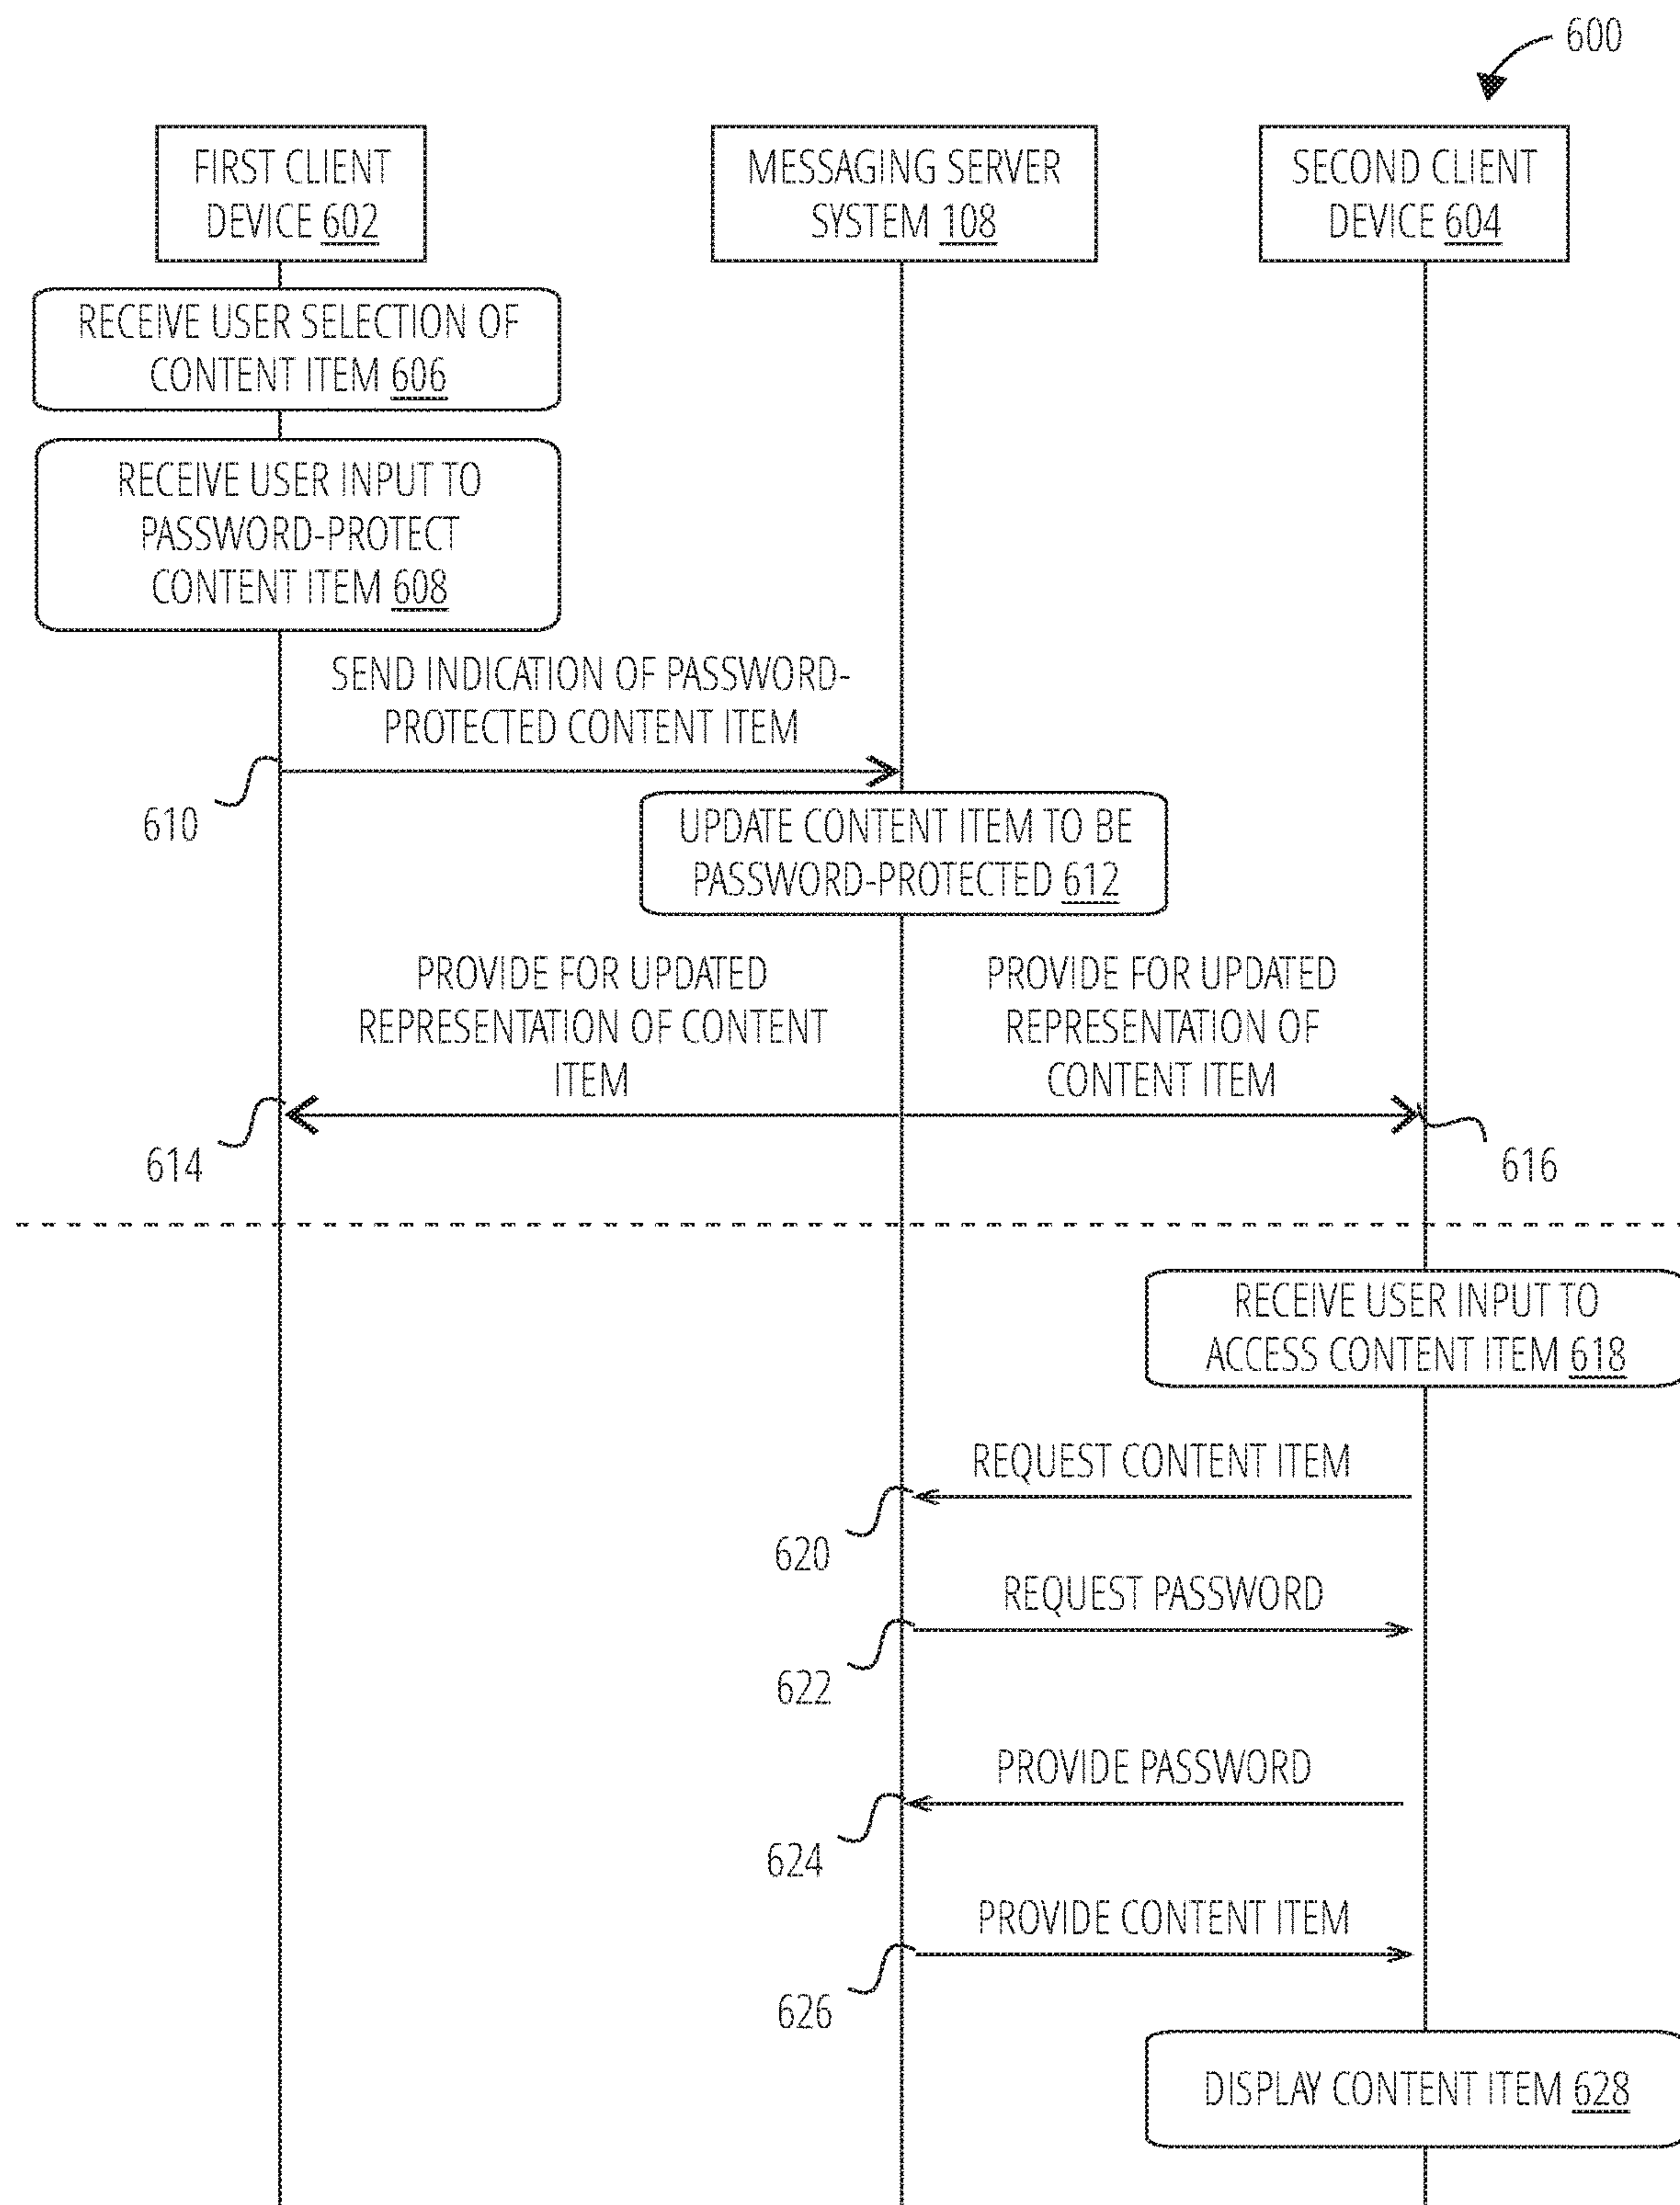 600
FIRST CLIENT
DEVICE 602
MESSAGING SERVER
SYSTEM 108
SECOND CLIENT
DEVICE 604
RECEIVE USER SELECTION OF
CONTENT ITEM 606
RECEIVE USER INPUT TO
PASSWORD-PROTECT
CONTENT ITEM 608
SEND INDICATION OF PASSWORD-
PROTECTED CONTENT ITEM
610
UPDATE CONTENT ITEM TO BE
PASSWORD-PROTECTED 612
PROVIDE FOR UPDATED
REPRESENTATION OF CONTENT
ITEM
PROVIDE FOR UPDATED
REPRESENTATION OF
CONTENT ITEM
614
616
RECEIVE USER INPUT TO
ACCESS CONTENT ITEM 618
REQUEST CONTENT ITEM
620
REQUEST PASSWORD
622
PROVIDE PASSWORD
624
PROVIDE CONTENT ITEM
626
DISPLAY CONTENT ITEM 628